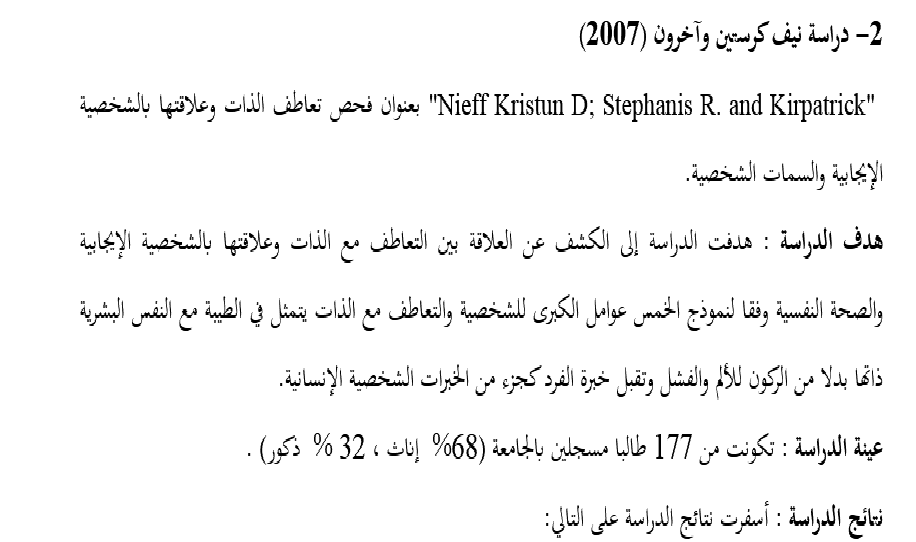 2- دراسة نيف كرستين وآخرون (2007)
"Nieff Kristun D; Stephanis R. and Kirpatrick" بعنوان فحص تعاطف الذات وعلاقتها بالشخصية
الإيجابية والسمات الشخصية.
هدف الدراسة : هدفت الدراسة إلى الكشف عن العلاقة بين التعاطف مع الذات وعلاقتها بالشخصية الإيجابية
والصحة النفسية وفقا لنموذج الخمس عوامل الكبرى للشخصية والتعاطف مع الذات يتمثل في الطيبة مع النفس البشرية
ذاتها بدلا من الركون للألم والفشل وتقبل خبرة الفرد كجزء من الخبرات الشخصية الإنسانية.
عينة الدراسة : تكونت من 177 طالبا مسجلين بالجامعة (68% إناث ، 32 % ذكور) .
نتائج الدراسة : أسفرت نتائج الدراسة على التالي: